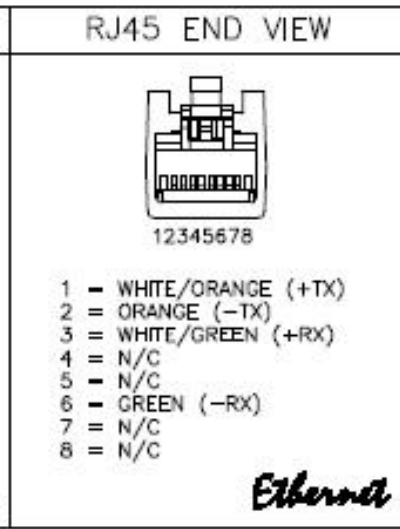 RJ45 END VIEW
12345678
1 = WHITE/ORANGE (+TX)
2 = ORANGE (-TX)
3 = WHITE/GREEN (+RX)
4 = N/C
5 = N/C
6 = GREEN (-RX)
7 = N/C
8 = N/C
Ethernet